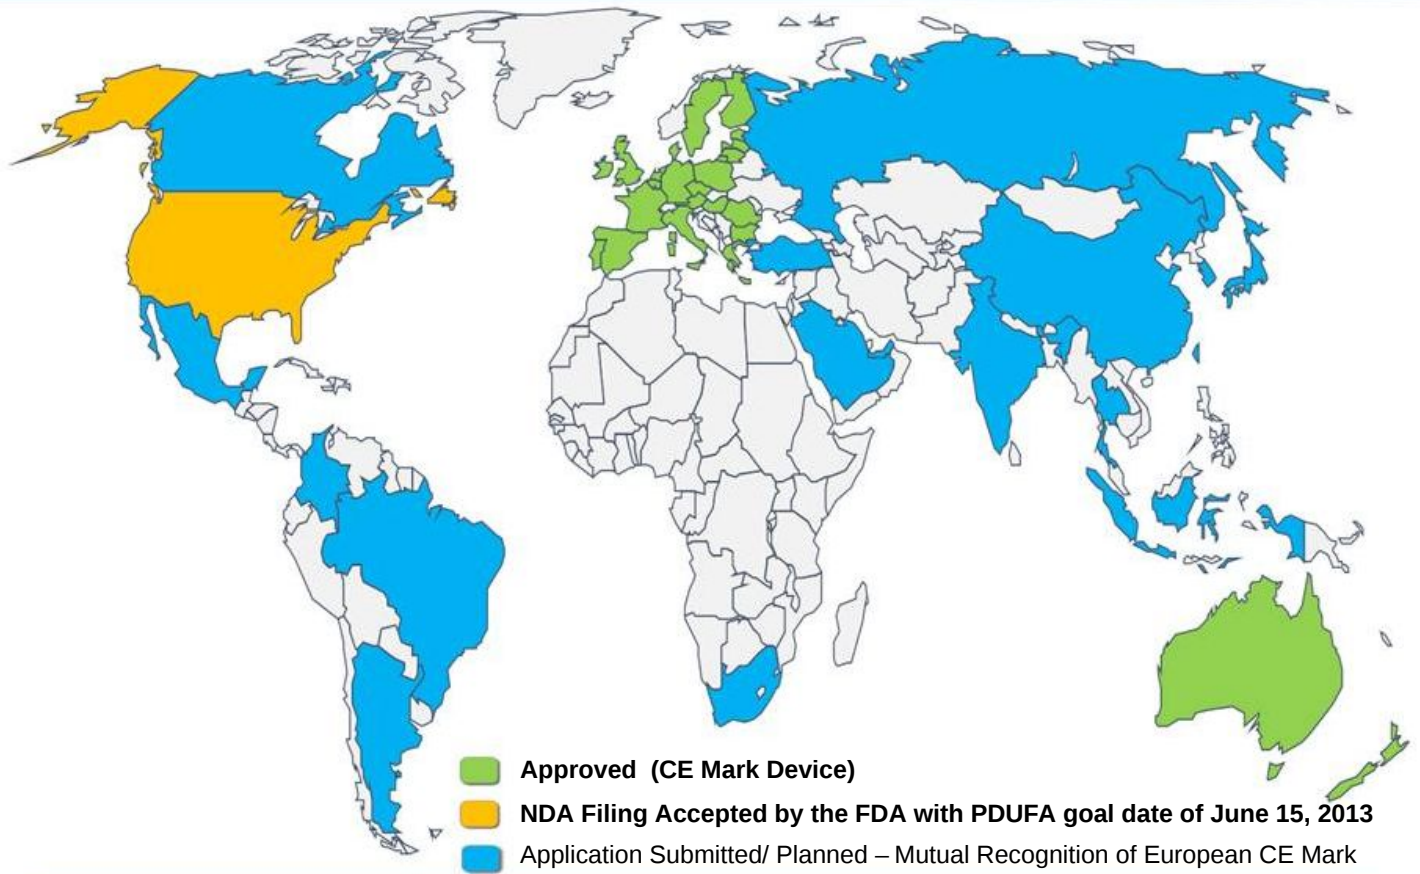 Approved (CE Mark Device)
NDA Filing Accepted by the FDA with PDUFA goal date of June 15, 2013
Application Submitted/ Planned – Mutual Recognition of European CE Mark